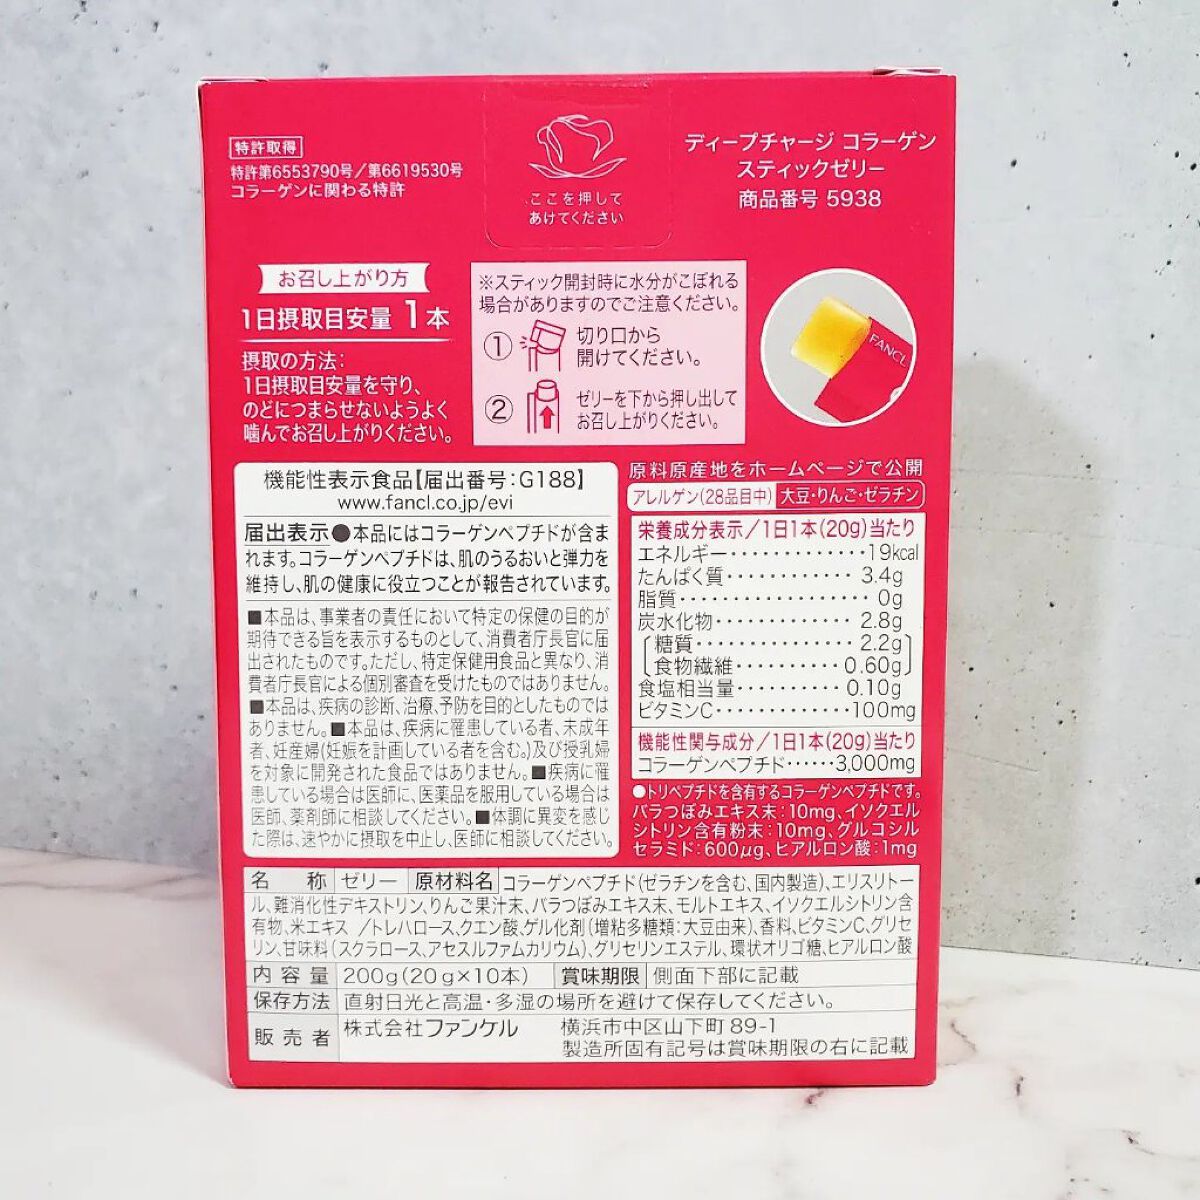 特許取得
特許第6553790号／第6619530号
コラーゲンに関わる特許
ここを押して
あけてください
ディープチャージ コラーゲン
スティックゼリー
商品番号 5938
お召し上がり方
1日摂取目安量 1本
摂取の方法：
1日摂取目安量を守り、
のどにつまらせないようよく
噛んでお召し上がりください。
※スティック開封時に水分がこぼれる
場合がありますのでご注意ください。
① 切り口から
開けてください。
② ゼリーを下から押し出して
お召し上がりください。
FANCL
機能性表示食品【届出番号：G188】
www.fancl.co.jp/evi
届出表示●本品にはコラーゲンペプチドが含ま
れます。コラーゲンペプチドは、肌のうるおいと弾力を
維持し、肌の健康に役立つことが報告されています。
■本品は、事業者の責任において特定の保健の目的が
期待できる旨を表示するものとして、消費者庁長官に届
出されたものです。ただし、特定保健用食品と異なり、消
費者庁長官による個別審査を受けたものではありません。
■本品は、疾病の診断、治療、予防を目的としたものでは
ありません。■本品は、疾病に罹患している者、未成年
者、妊産婦(妊娠を計画している者を含む。)及び授乳婦
を対象に開発された食品ではありません。■疾病に罹
患している場合は医師に、医薬品を服用している場合は
医師、薬剤師に相談してください。■体調に異変を感じ
た際は、速やかに摂取を中止し、医師に相談してください。
原料原産地をホームページで公開
アレルゲン(28品目中) 大豆・りんご・ゼラチン
栄養成分表示／1日1本(20g)当たり
エネルギー・・・・・・・・・・・・・19kcal
たんぱく質・・・・・・・・・・・・ 3.4g
脂質・・・・・・・・・・・・・・・・・・ 0g
炭水化物・・・・・・・・・・・・・ 2.8g
糖質・・・・・・・・・・・・・・・ 2.2g
食物繊維・・・・・・・・・・ 0.60g
食塩相当量・・・・・・・・・・ 0.10g
ビタミンC・・・・・・・・・・・・・100mg
機能性関与成分／1日1本(20g)当たり
コラーゲンペプチド・・・・・・3,000mg
●トリペプチドを含有するコラーゲンペプチドです。
バラつぼみエキス末：10mg、イソクエル
シトリン含有粉末：10mg、グルコシル
セラミド：600μg、ヒアルロン酸：1mg
名称 ゼリー 原材料名 コラーゲンペプチド(ゼラチンを含む、国内製造)、エリスリトー
ル、難消化性デキストリン、りんご果汁末、バラつぼみエキス末、モルトエキス、イソクエルシトリン含
有物、米エキス ／トレハロース、クエン酸、ゲル化剤(増粘多糖類：大豆由来)、香料、ビタミンC、グリセ
リン、甘味料(スクラロース、アセスルファムカリウム)、グリセリンエステル、環状オリゴ糖、ヒアルロン酸
内容量 200g(20g×10本) 賞味期限 側面下部に記載
保存方法 直射日光と高温・多湿の場所を避けて保存してください。
販売者 株式会社ファンケル 横浜市中区山下町89-1
製造所固有記号は賞味期限の右に記載